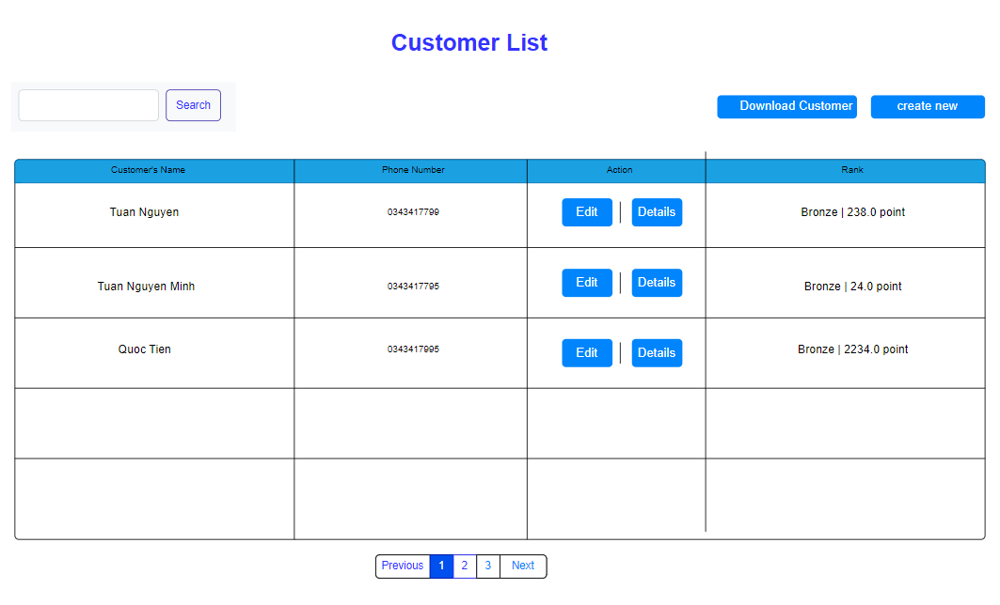 Customer List
Search
Download Customer
create new
Customer's Name Phone Number Action Rank
Tuan Nguyen 0343417799 Edit | Details Bronze | 238.0 point
Tuan Nguyen Minh 0343417795 Edit | Details Bronze | 24.0 point
Quoc Tien 0343417995 Edit | Details Bronze | 2234.0 point
Previous 1 2 3 Next